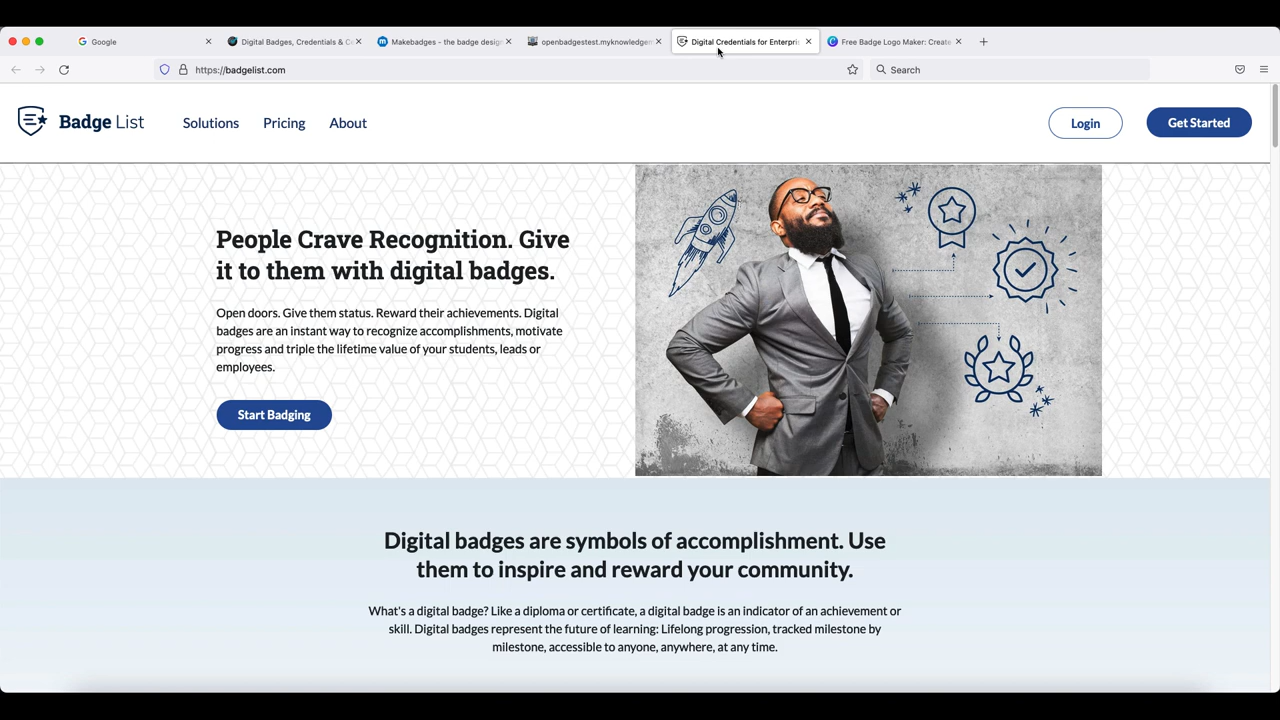 Google
Digital Badges, Credentials & C
Makebadges - the badge design
openbadgestest.myknowledgem
Digital Credentials for Enterpri
Free Badge Logo Maker: Create
https://badgelist.com
Search
Badge List
Solutions
Pricing
About
Login
Get Started
People Crave Recognition. Give
it to them with digital badges.
Open doors. Give them status. Reward their achievements. Digital
badges are an instant way to recognize accomplishments, motivate
progress and triple the lifetime value of your students, leads or
employees.
Start Badging
Digital badges are symbols of accomplishment. Use
them to inspire and reward your community.
What's a digital badge? Like a diploma or certificate, a digital badge is an indicator of an achievement or
skill. Digital badges represent the future of learning: Lifelong progression, tracked milestone by
milestone, accessible to anyone, anywhere, at any time.